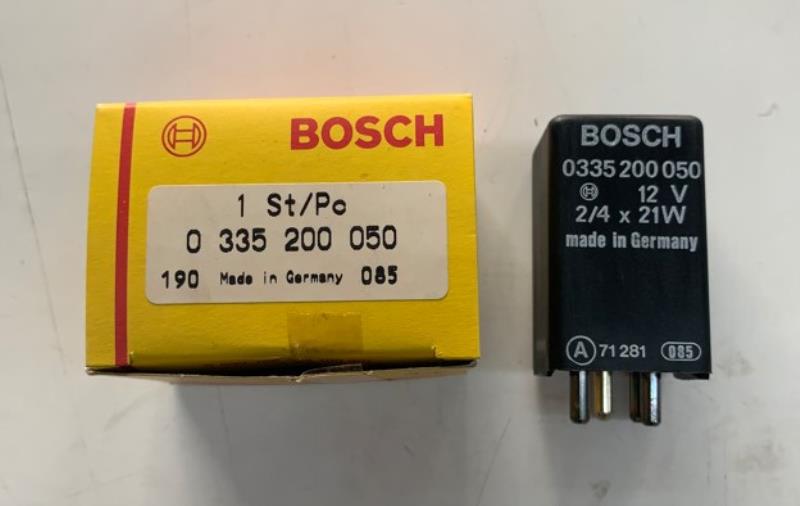 BOSCH
1 St/Pc
0 335 200 050
190 Made in Germany 085
BOSCH
0335 200 050
12 V
2/4 x 21W
made in Germany
A 71 281 085